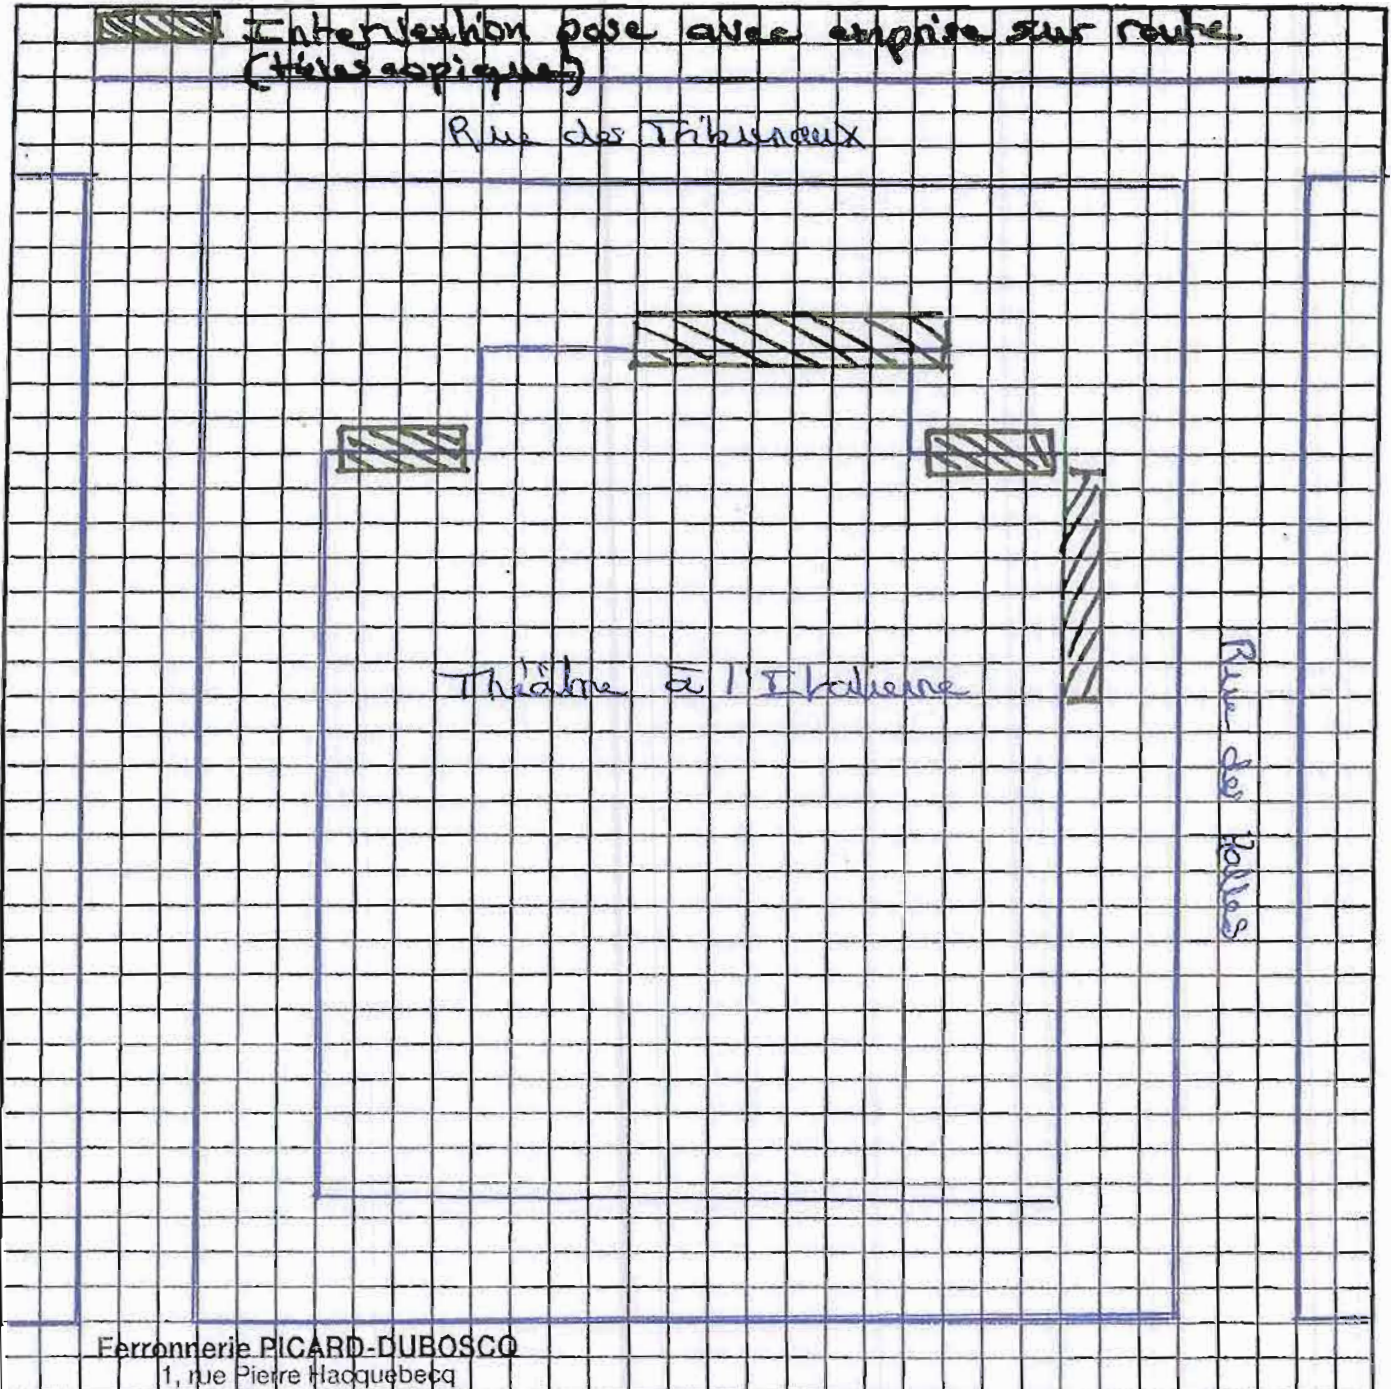 Intervention pose avec emprise sur route
(télescopique)
Rue des Tribunaux
Théâtre à l'Italienne
Rue des Halles
Ferronnerie PICARD-DUBOSCQ
1, rue Pierre Hacquebecq